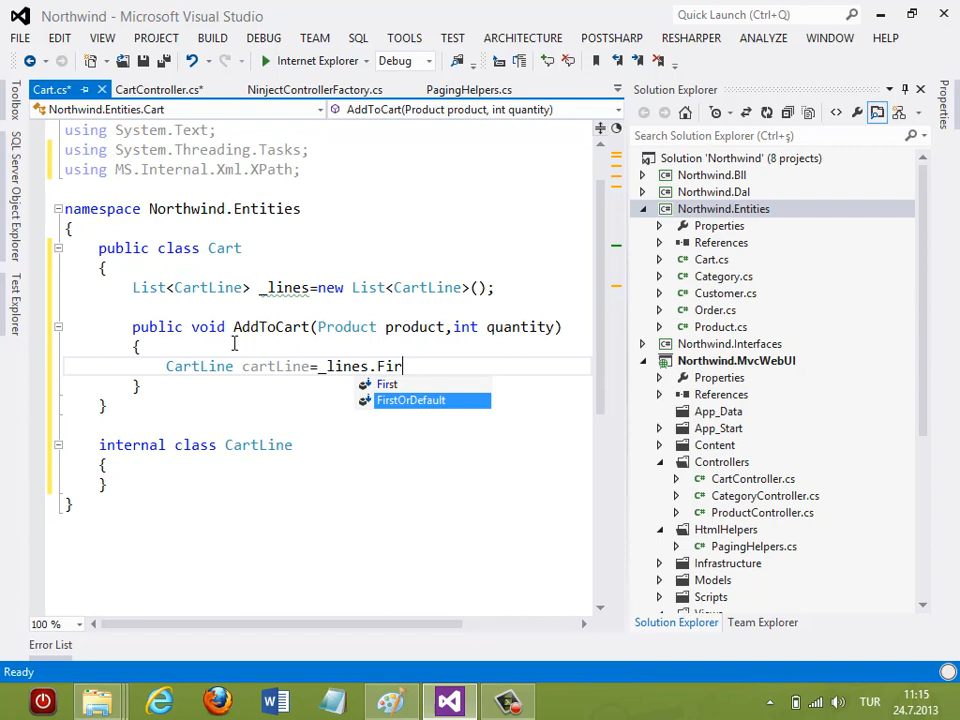 Northwind - Microsoft Visual Studio
Quick Launch (Ctrl+Ü)
FILE EDIT VIEW PROJECT BUILD DEBUG TEAM SQL TOOLS TEST ARCHITECTURE POSTSHARP RESHARPER ANALYZE WINDOW HELP
Internet Explorer Debug
Cart.cs* CartController.cs* NinjectControllerFactory.cs PagingHelpers.cs
Northwind.Entities.Cart AddToCart(Product product, int quantity)
Toolbox
SQL Server Object Explorer
Test Explorer
using System.Text;
using System.Threading.Tasks;
using MS.Internal.Xml.XPath;
namespace Northwind.Entities
{
public class Cart
{
List<CartLine> _lines=new List<CartLine>();
public void AddToCart(Product product,int quantity)
{
CartLine cartLine=_lines.Fir
First
FirstOrDefault
}
}
internal class CartLine
{
}
}
100 %
Error List
Solution Explorer
Search Solution Explorer (Ctrl+ş)
Solution 'Northwind' (8 projects)
Northwind.Bll
Northwind.Dal
Northwind.Entities
Properties
References
Cart.cs
Category.cs
Customer.cs
Order.cs
Product.cs
Northwind.Interfaces
Northwind.MvcWebUI
Properties
References
App_Data
App_Start
Content
Controllers
CartController.cs
CategoryController.cs
ProductController.cs
HtmlHelpers
PagingHelpers.cs
Infrastructure
Models
Scripts
Views
Solution Explorer Team Explorer
Properties
Ready
TUR
11:15
24.7.2013